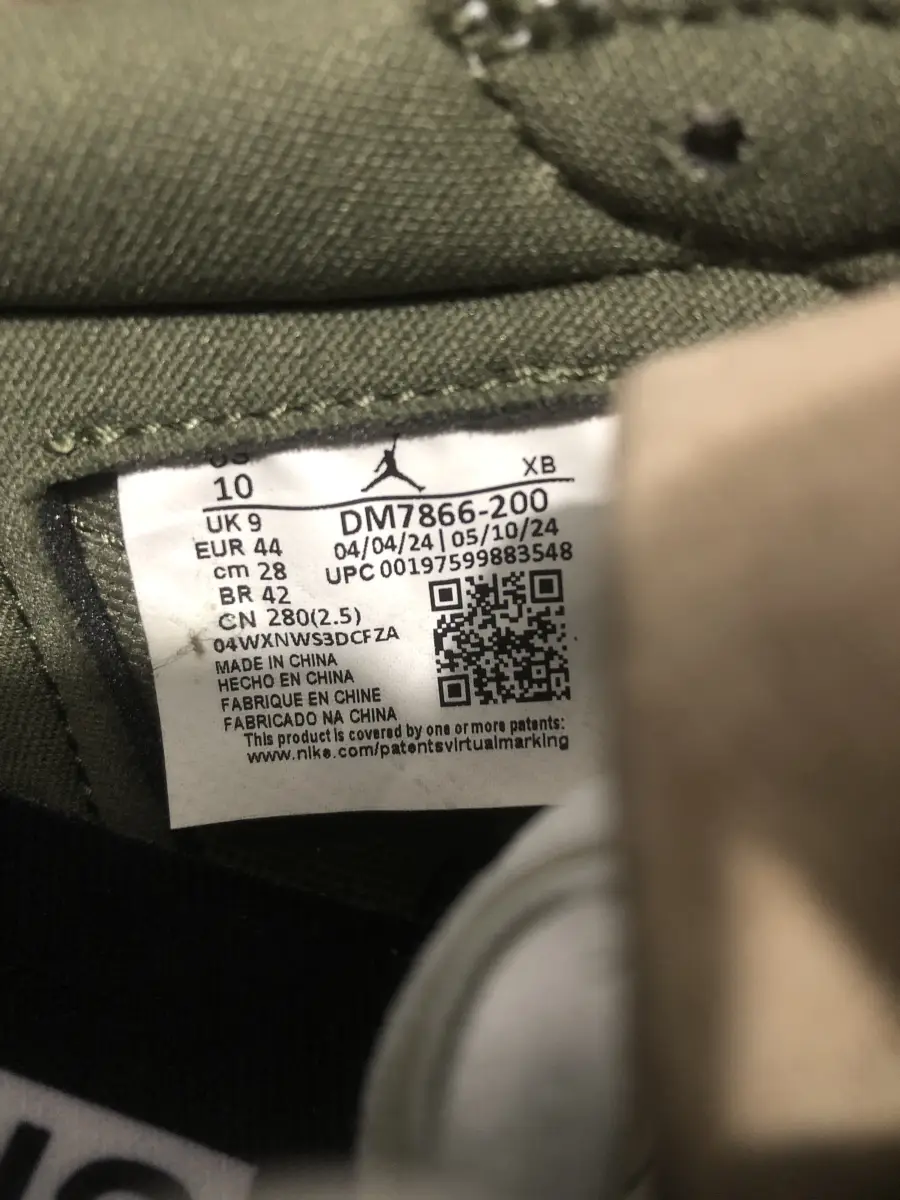 US
10
XB
UK 9
EUR 44
cm 28
BR 42
CN 280(2.5)
DM7866-200
04/04/24|05/10/24
UPC 00197599883548
04WXNWS3DCFZA
MADE IN CHINA
HECHO EN CHINA
FABRIQUE EN CHINE
FABRICADO NA CHINA
This product is covered by one or more patents:
www.nike.com/patentsvirtualmarking